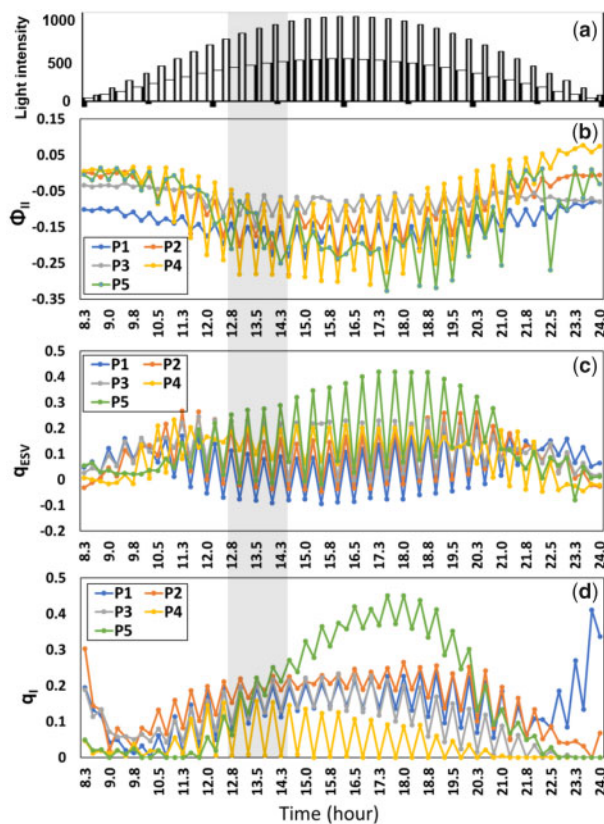 (a)
Light intensity
1000
500
0
(b)
Φ_II
0.15
0.05
-0.05
-0.15
-0.25
-0.35
P1 P2
P3 P4
P5
8.3 9.0 9.8 10.5 11.3 12.0 12.8 13.5 14.3 15.0 15.8 16.5 17.3 18.0 18.8 19.5 20.3 21.0 21.8 22.5 23.3 24.0
(c)
q_ESV
0.5
0.4
0.3
0.2
0.1
0
-0.1
-0.2
P1 P2
P3 P4
P5
8.3 9.0 9.8 10.5 11.3 12.0 12.8 13.5 14.3 15.0 15.8 16.5 17.3 18.0 18.8 19.5 20.3 21.0 21.8 22.5 23.3 24.0
(d)
q_I
0.5
0.4
0.3
0.2
0.1
0
P1 P2
P3 P4
P5
8.3 9.0 9.8 10.5 11.3 12.0 12.8 13.5 14.3 15.0 15.8 16.5 17.3 18.0 18.8 19.5 20.3 21.0 21.8 22.5 23.3 24.0
Time (hour)